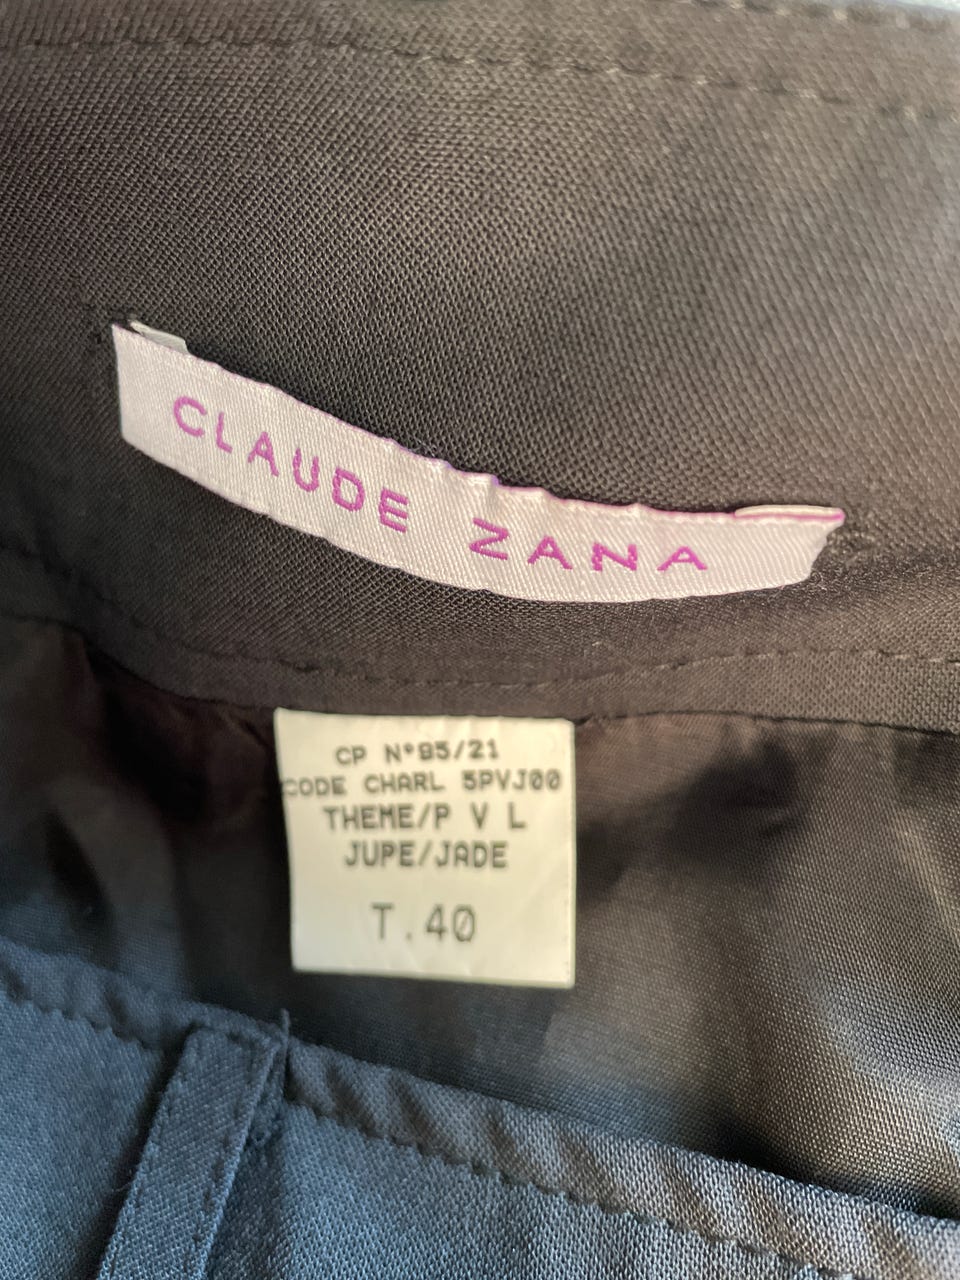 CLAUDE ZANA
CP N°85/21
CODE CHARL 5PVJ00
THEME/P V L
JUPE/JADE
T.40